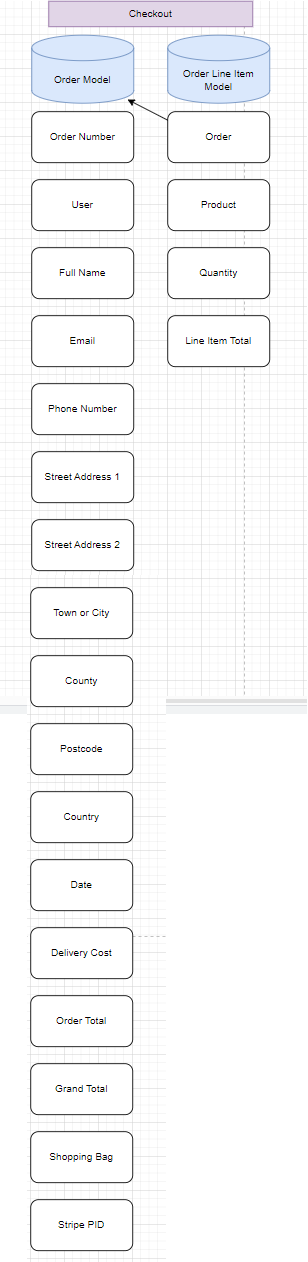 Checkout
Order Model
Order Line Item
Model
Order Number
Order
User
Product
Full Name
Quantity
Email
Line Item Total
Phone Number
Street Address 1
Street Address 2
Town or City
County
Postcode
Country
Date
Delivery Cost
Order Total
Grand Total
Shopping Bag
Stripe PID